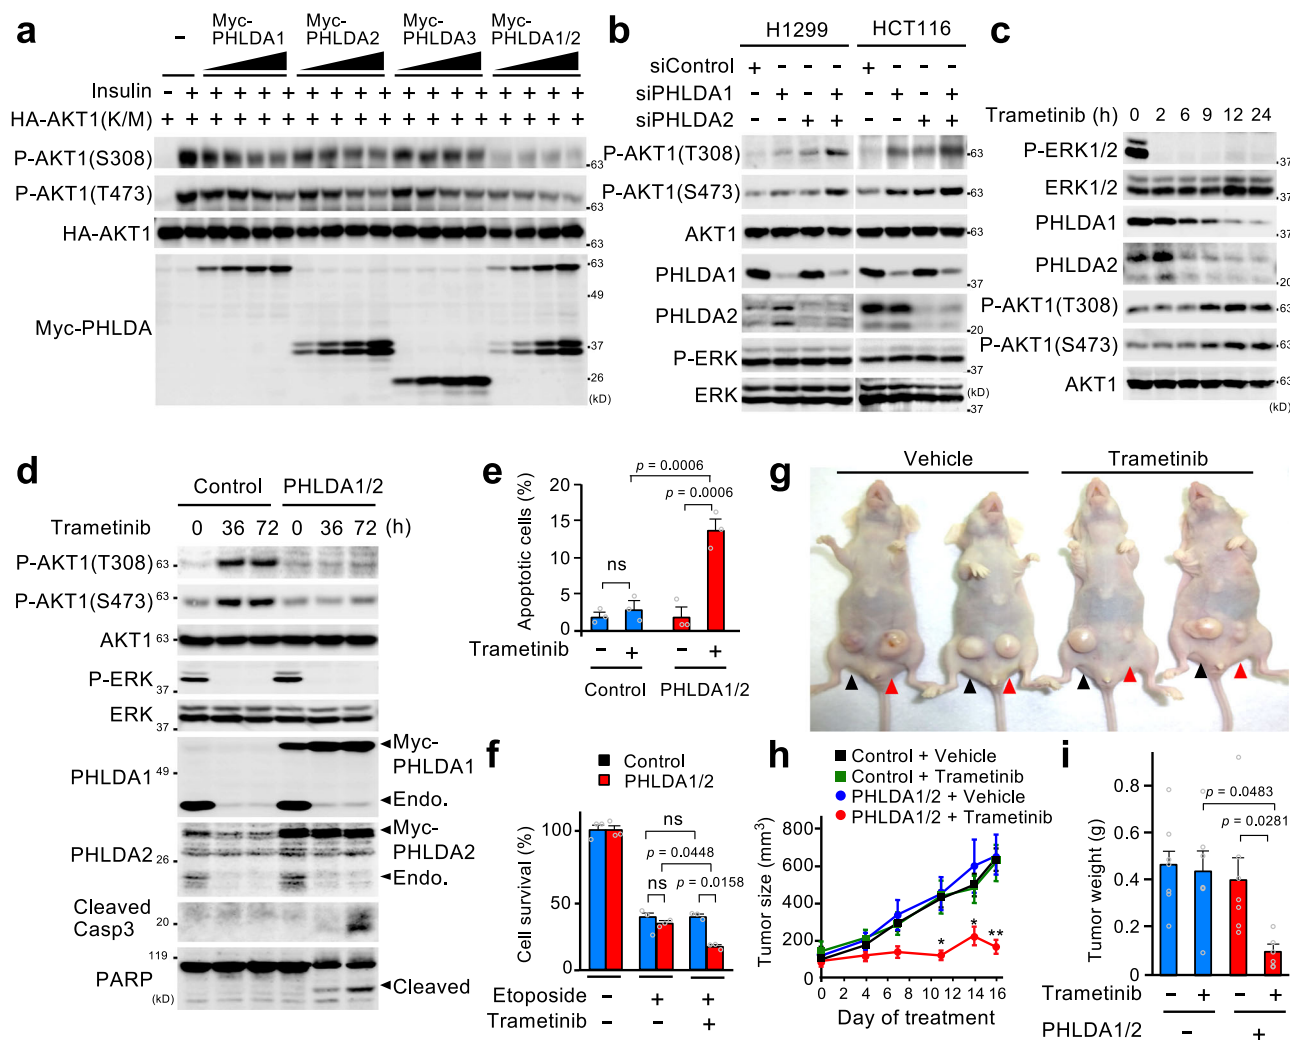 a
Myc-
PHLDA1
Myc-
PHLDA2
Myc-
PHLDA3
Myc-
PHLDA1/2
–
Insulin - + + + + + + + + + + + + + + + + +
HA-AKT1(K/M) + + + + + + + + + + + + + + + + + +
P-AKT1(S308)
63
P-AKT1(T473)
63
HA-AKT1
63
Myc-PHLDA
63
49
37
26
(kD)
b
H1299 HCT116
siControl + - - - + - - -
siPHLDA1 - + - + - + - +
siPHLDA2 - - + + - - + +
P-AKT1(T308) 63
P-AKT1(S473) 63
AKT1 63
PHLDA1 37
PHLDA2
20
P-ERK
37
ERK (kD)
37
c
Trametinib (h) 0 2 6 9 12 24
P-ERK1/2
37
ERK1/2
PHLDA1 37
PHLDA2
20
P-AKT1(T308) 63
P-AKT1(S473)
63
AKT1 63
(kD)
d
Control PHLDA1/2
Trametinib 0 36 72 0 36 72 (h)
P-AKT1(T308) 63
P-AKT1(S473) 63
AKT1 63
P-ERK
37
ERK
37
Myc-
PHLDA1
PHLDA1 49
Endo.
Myc-
PHLDA2
PHLDA2
26
Endo.
Cleaved
Casp3
20
119
PARP
Cleaved
(kD)
e
p = 0.0006
p = 0.0006
ns
Apoptotic cells (%)
20
15
10
5
0
Trametinib – + – +
Control PHLDA1/2
f
Control
PHLDA1/2
ns
p = 0.0448
ns p = 0.0158
Cell survival (%)
100
50
0
Etoposide – + +
Trametinib – – +
g
Vehicle Trametinib
h
Control + Vehicle
Control + Trametinib
PHLDA1/2 + Vehicle
PHLDA1/2 + Trametinib
Tumor size (mm3)
800
600
400
200
0
* * **
0 4 7 11 14 16
Day of treatment
i
Tumor weight (g)
0.8
0.6
0.4
0.2
0
p = 0.0483
p = 0.0281
Trametinib – + – +
PHLDA1/2 – +